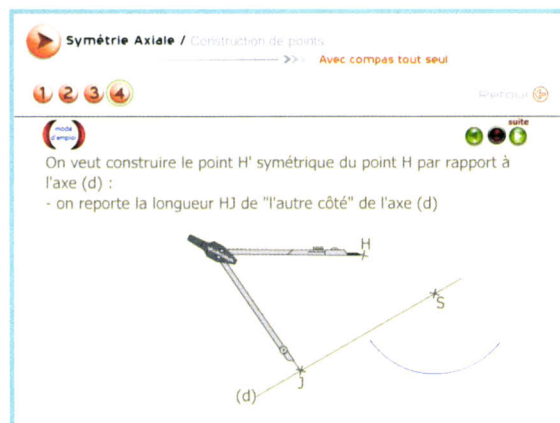 Symétrie Axiale / Construction de points
>>> Avec compas tout seul
1 2 3 4
Retour
mode
d'emploi
suite
On veut construire le point H' symétrique du point H par rapport à
l'axe (d) :
- on reporte la longueur HJ de "l'autre côté" de l'axe (d)
H
S
J
(d)